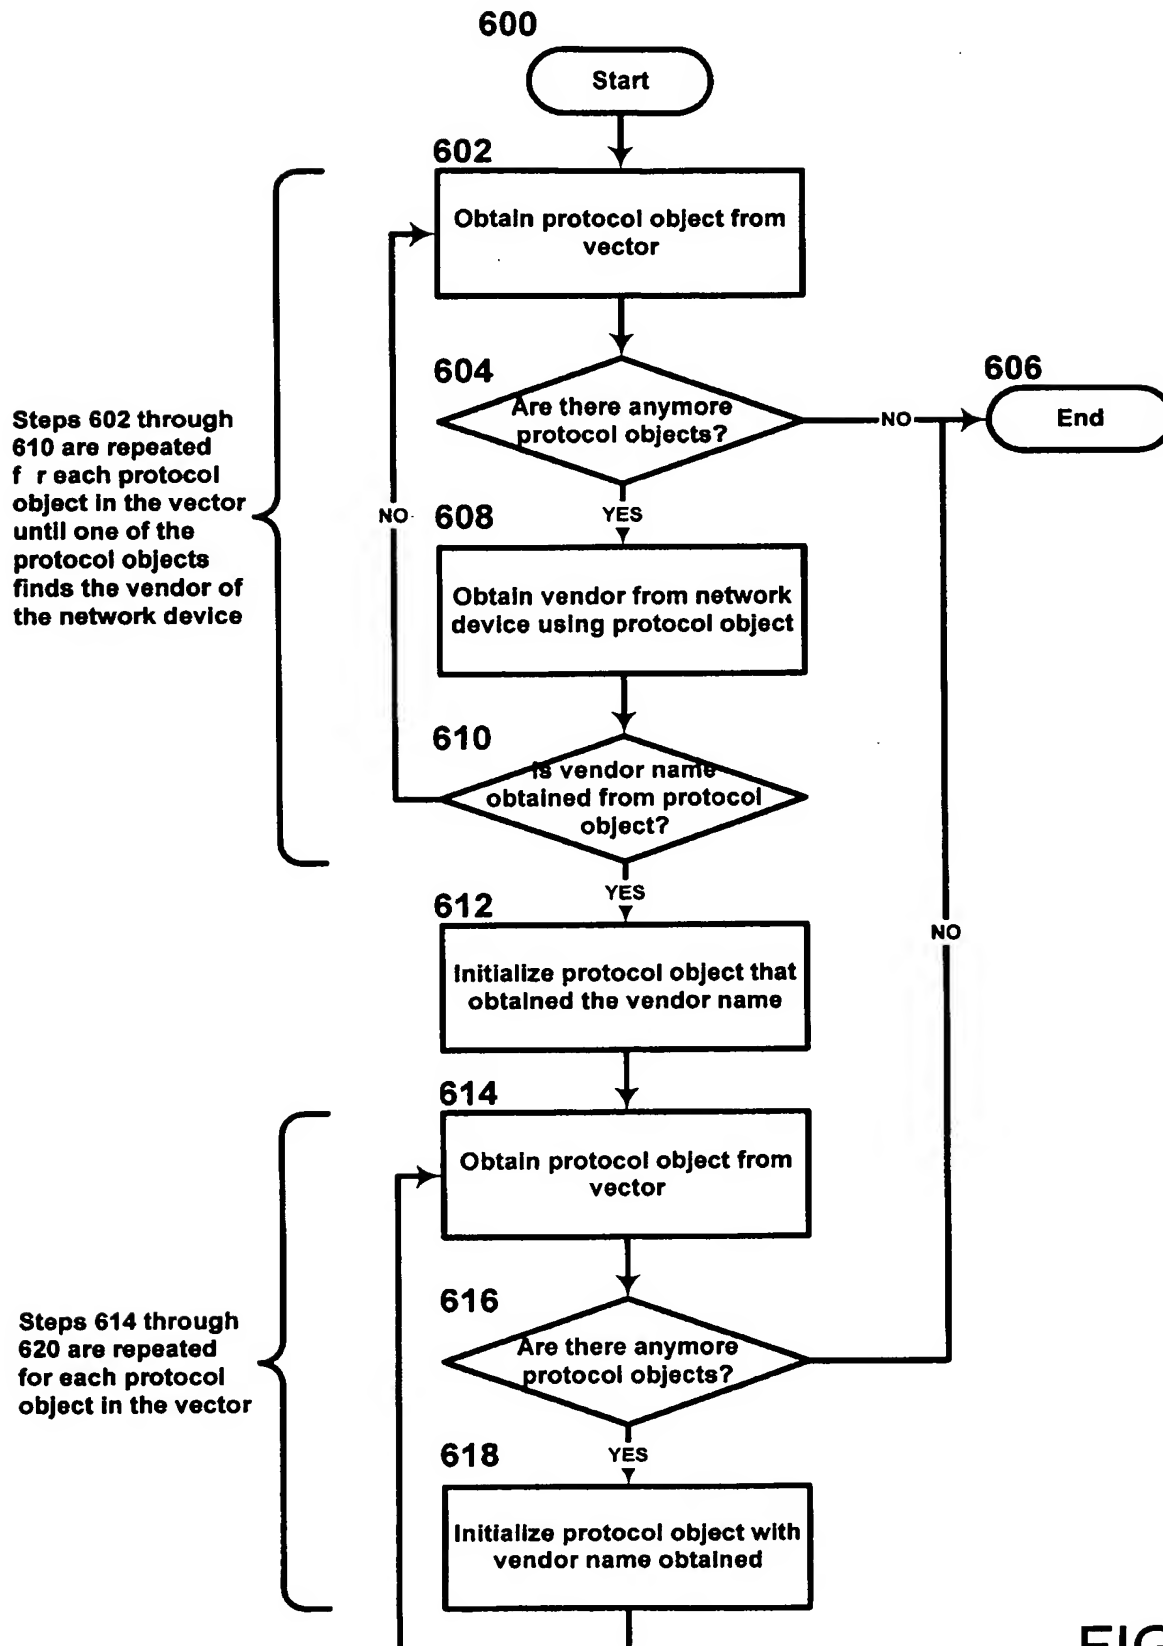 600
Start
602
Obtain protocol object from
vector
604
Are there anymore
protocol objects?
NO
606
End
Steps 602 through
610 are repeated
f r each protocol
object in the vector
until one of the
protocol objects
finds the vendor of
the network device
NO
YES
608
Obtain vendor from network
device using protocol object
610
Is vendor name
obtained from protocol
object?
YES
612
Initialize protocol object that
obtained the vendor name
NO
614
Obtain protocol object from
vector
616
Are there anymore
protocol objects?
Steps 614 through
620 are repeated
for each protocol
object in the vector
YES
618
Initialize protocol object with
vendor name obtained
FIG